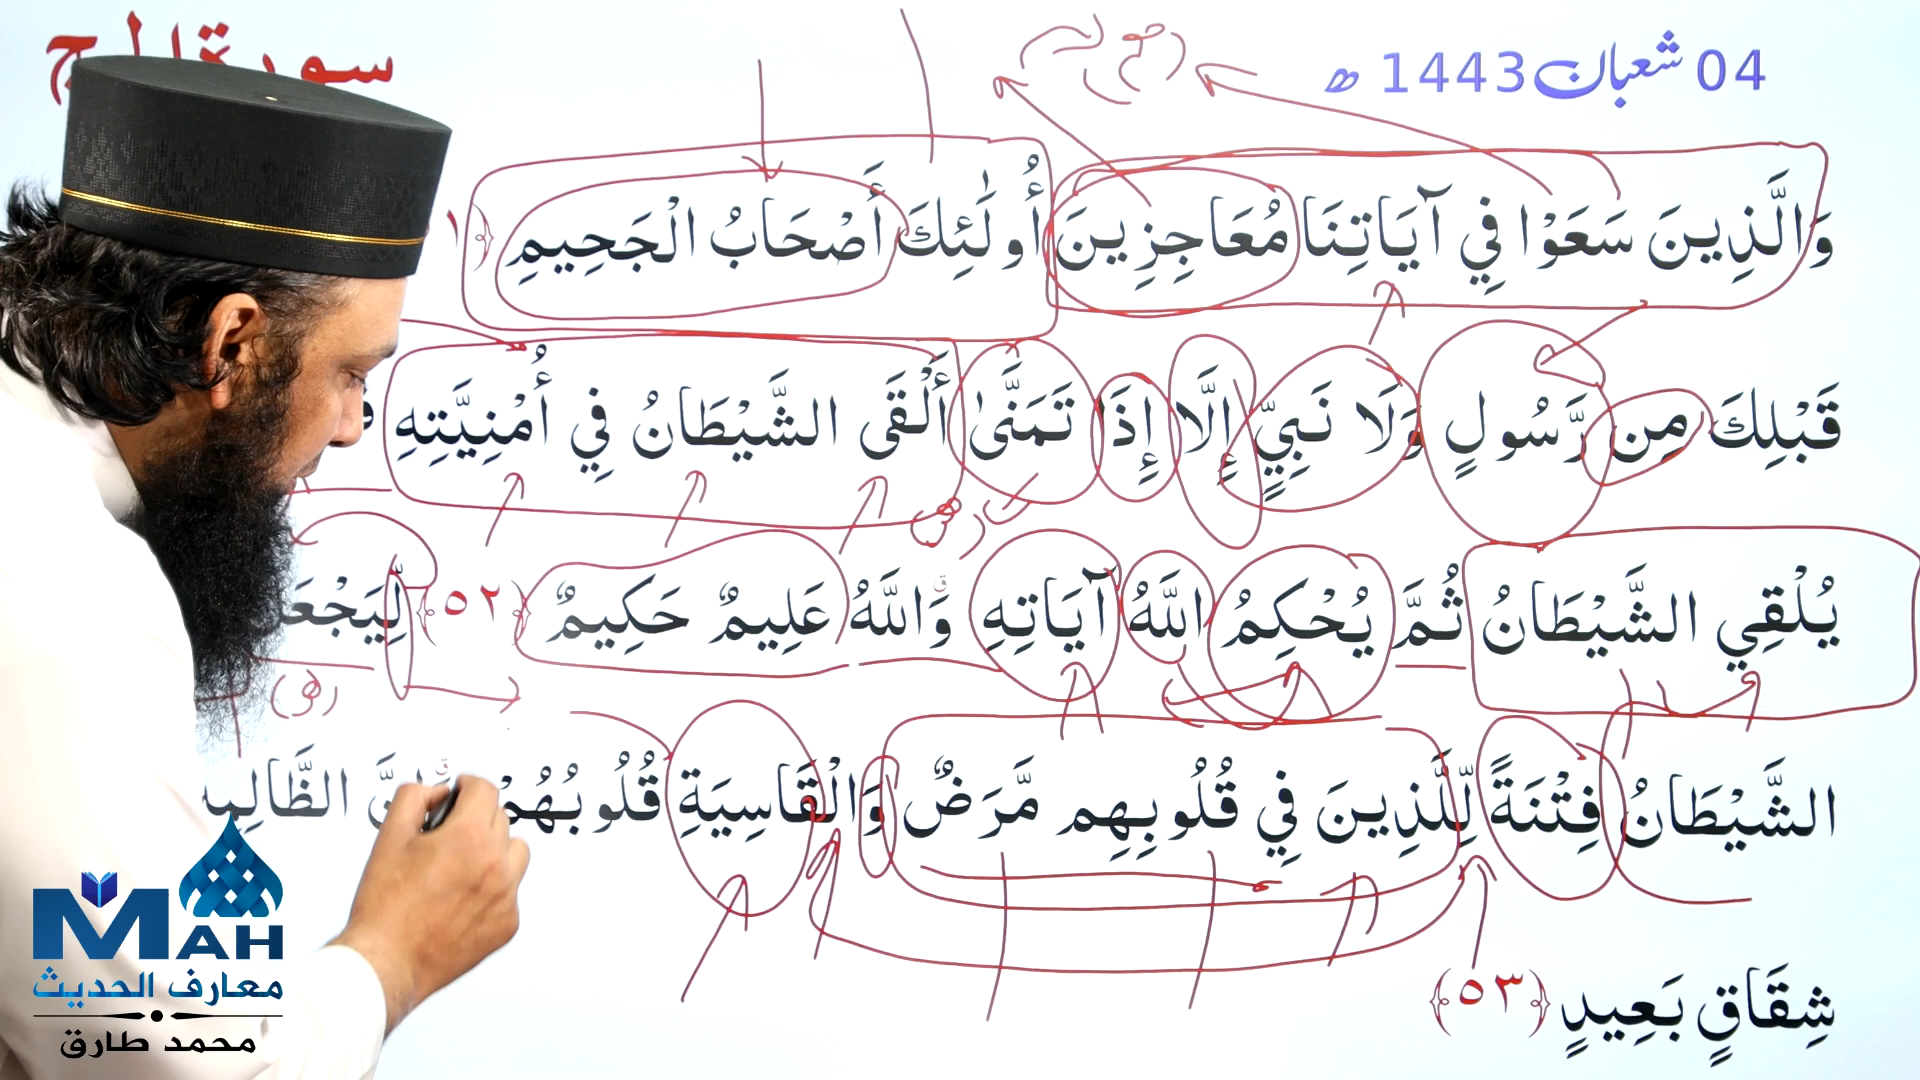 سورة الحج
04 شعبان 1443 ھ
وَالَّذِينَ سَعَوْا فِي آيَاتِنَا مُعَاجِزِينَ أُولَٰئِكَ أَصْحَابُ الْجَحِيمِ
قَبْلِكَ مِن رَّسُولٍ وَلَا نَبِيٍّ إِلَّا إِذَا تَمَنَّىٰ أَلْقَى الشَّيْطَانُ فِي أُمْنِيَّتِهِ
يُلْقِي الشَّيْطَانُ ثُمَّ يُحْكِمُ اللَّهُ آيَاتِهِ وَاللَّهُ عَلِيمٌ حَكِيمٌ ﴿٥٢﴾
الشَّيْطَانُ فِتْنَةً لِّلَّذِينَ فِي قُلُوبِهِم مَّرَضٌ وَالْقَاسِيَةِ قُلُوبُهُمْ
شِقَاقٍ بَعِيدٍ ﴿٥٣﴾
MAH
معارف الحديث
محمد طارق